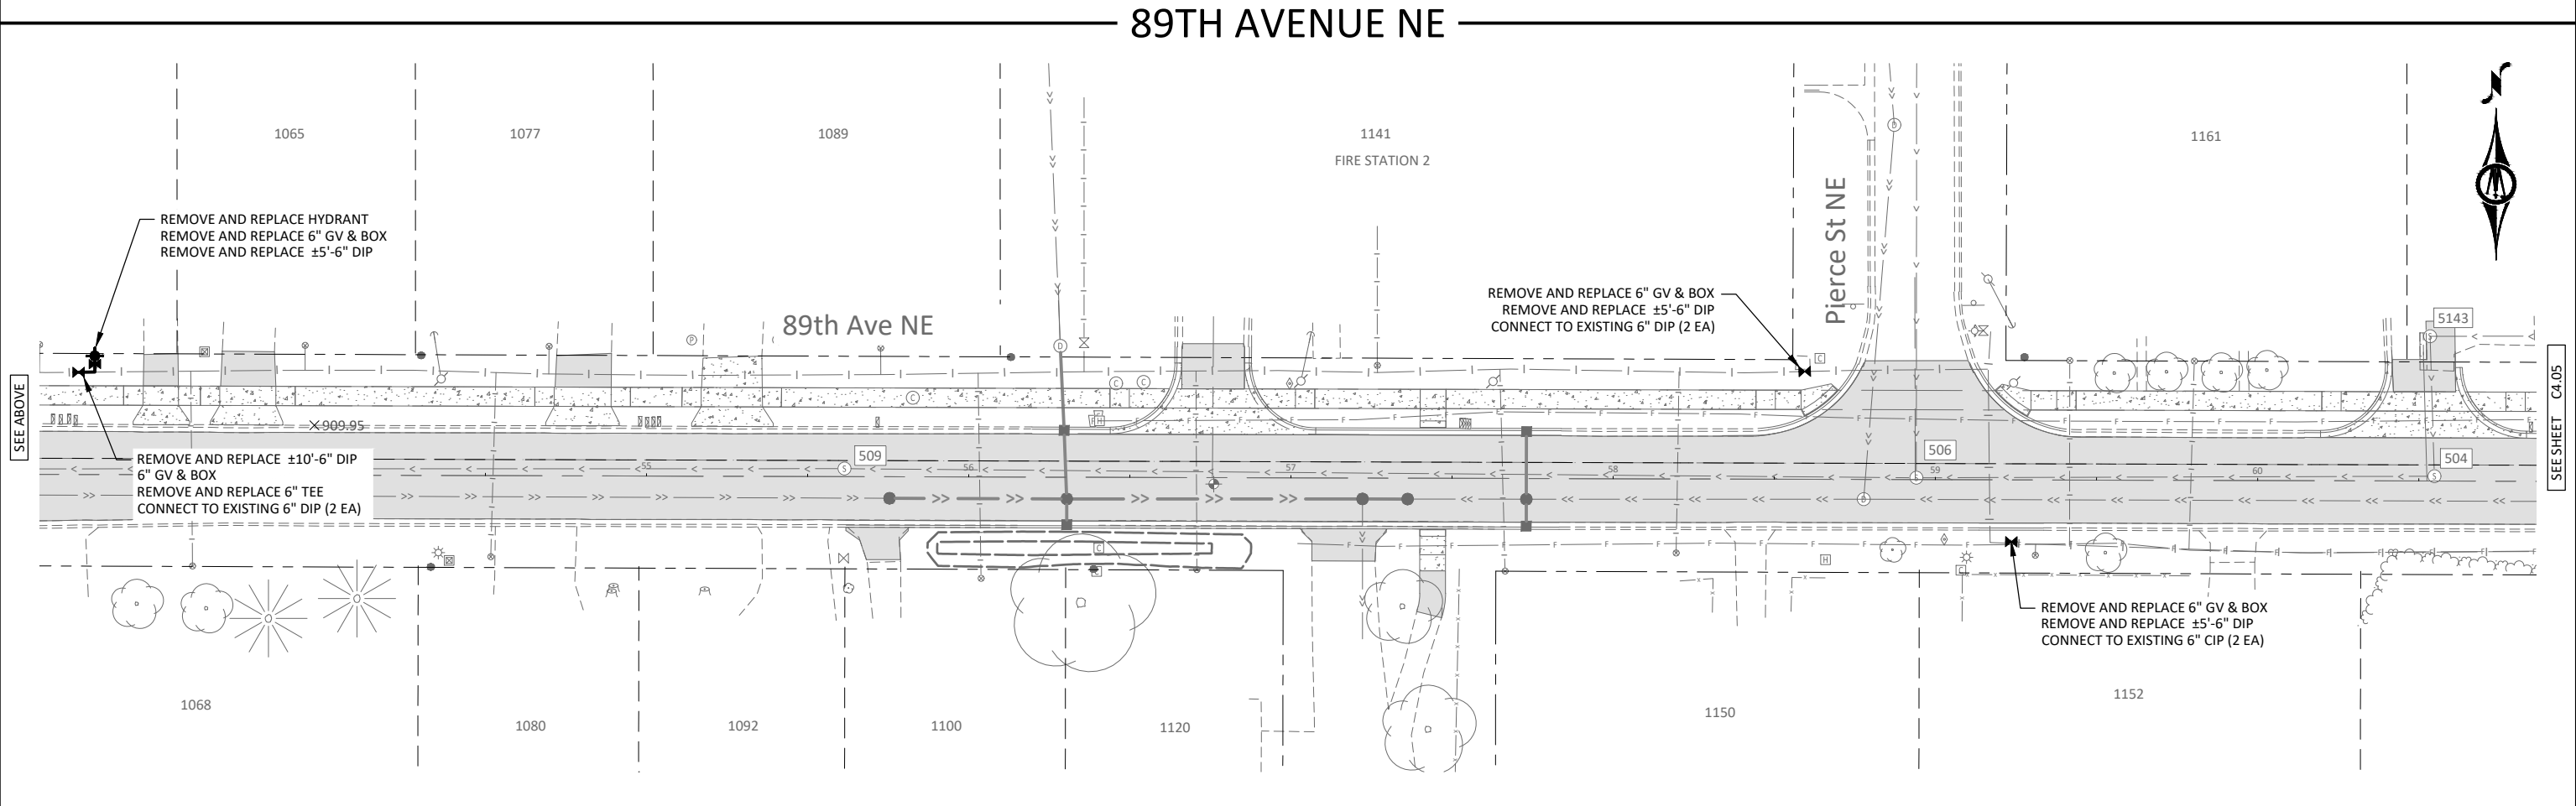 89TH AVENUE NE
1065
1077
1089
1141
FIRE STATION 2
1161
N
Pierce St NE
89th Ave NE
REMOVE AND REPLACE HYDRANT
REMOVE AND REPLACE 6" GV & BOX
REMOVE AND REPLACE ±5'-6" DIP
REMOVE AND REPLACE 6" GV & BOX
REMOVE AND REPLACE ±5'-6" DIP
CONNECT TO EXISTING 6" DIP (2 EA)
5143
SEE ABOVE
SEE SHEET C4.05
909.95
REMOVE AND REPLACE ±10'-6" DIP
6" GV & BOX
REMOVE AND REPLACE 6" TEE
CONNECT TO EXISTING 6" DIP (2 EA)
509
506
504
55
56
57
58
59
60
REMOVE AND REPLACE 6" GV & BOX
REMOVE AND REPLACE ±5'-6" DIP
CONNECT TO EXISTING 6" CIP (2 EA)
1068
1080
1092
1100
1120
1150
1152